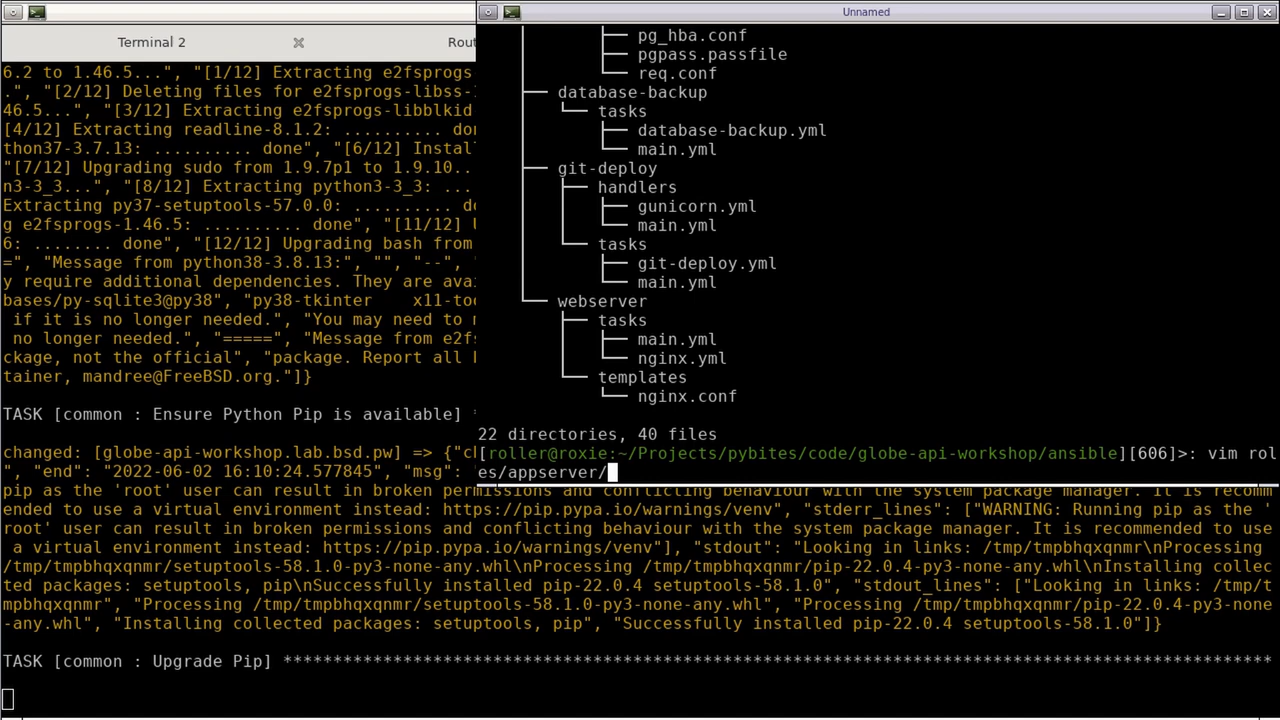 Unnamed
Terminal 2
Rout
6.2 to 1.46.5...", "[1/12] Extracting e2fsprogs
.", "[2/12] Deleting files for e2fsprogs-libss-
46.5...", "[3/12] Extracting e2fsprogs-libblkid
[4/12] Extracting readline-8.1.2: .......... don
thon37-3.7.13: .......... done", "[6/12] Instal
"[7/12] Upgrading sudo from 1.9.7p1 to 1.9.10..
n3-3_3...", "[8/12] Extracting python3-3_3: ...
Extracting py37-setuptools-57.0.0: .......... do
g e2fsprogs-1.46.5: .......... done", "[11/12] U
6: ........ done", "[12/12] Upgrading bash from
=", "Message from python38-3.8.13:", "", "--", "
y require additional dependencies. They are avai
bases/py-sqlite3@py38", "py38-tkinter    x11-too
 if it is no longer needed.", "You may need to m
 no longer needed.", "=====", "Message from e2fs
ckage, not the official", "package. Report all b
tainer, mandree@FreeBSD.org."]}
TASK [common : Ensure Python Pip is available] *
changed: [globe-api-workshop.lab.bsd.pw] => {"ch
", "end": "2022-06-02 16:10:24.577845", "msg":
pip as the 'root' user can result in broken permissions and conflicting behaviour with the system package manager. It is recomm
ended to use a virtual environment instead: https://pip.pypa.io/warnings/venv", "stderr_lines": ["WARNING: Running pip as the '
root' user can result in broken permissions and conflicting behaviour with the system package manager. It is recommended to use
 a virtual environment instead: https://pip.pypa.io/warnings/venv"], "stdout": "Looking in links: /tmp/tmpbhqxqnmr\nProcessing
/tmp/tmpbhqxqnmr/setuptools-58.1.0-py3-none-any.whl\nProcessing /tmp/tmpbhqxqnmr/pip-22.0.4-py3-none-any.whl\nInstalling collec
ted packages: setuptools, pip\nSuccessfully installed pip-22.0.4 setuptools-58.1.0", "stdout_lines": ["Looking in links: /tmp/t
mpbhqxqnmr", "Processing /tmp/tmpbhqxqnmr/setuptools-58.1.0-py3-none-any.whl", "Processing /tmp/tmpbhqxqnmr/pip-22.0.4-py3-none
-any.whl", "Installing collected packages: setuptools, pip", "Successfully installed pip-22.0.4 setuptools-58.1.0"]}
TASK [common : Upgrade Pip] ***************************************************************************************************
├── pg_hba.conf
├── pgpass.passfile
└── req.conf
├── database-backup
└── tasks
├── database-backup.yml
└── main.yml
├── git-deploy
├── handlers
├── gunicorn.yml
└── main.yml
└── tasks
├── git-deploy.yml
└── main.yml
└── webserver
├── tasks
├── main.yml
└── nginx.yml
└── templates
└── nginx.conf
22 directories, 40 files
[roller@roxie:~/Projects/pybites/code/globe-api-workshop/ansible][606]>: vim rol
es/appserver/